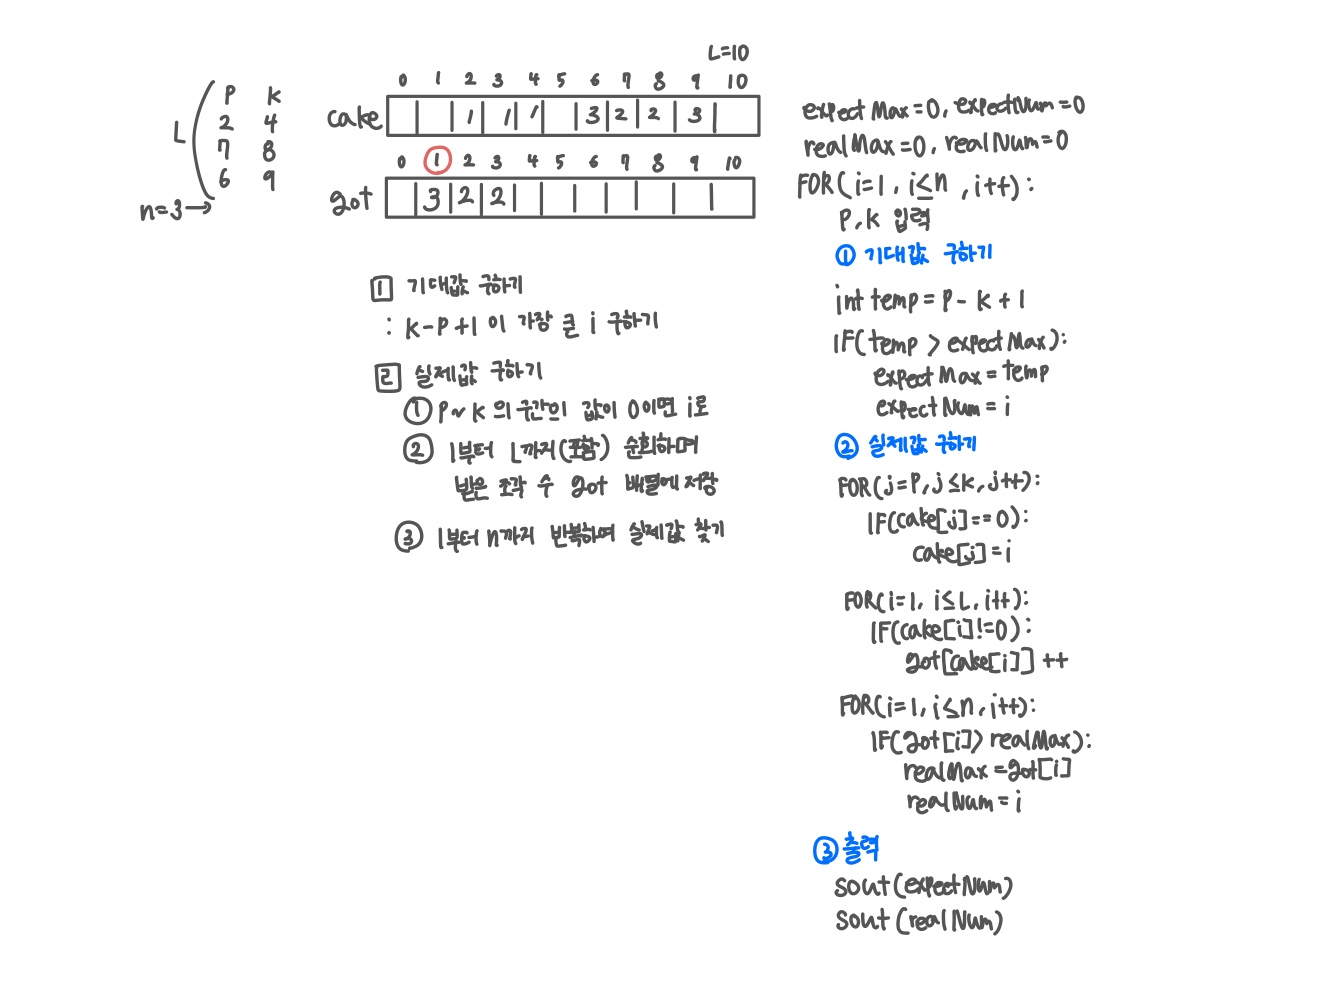 L=10
P K
L 2 4
7 8
6 9
n=3→
0 1 2 3 4 5 6 7 8 9 10
cake 1 1 1 3 2 2 3
0 1 2 3 4 5 6 7 8 9 10
got 3 2 2
1 기대값 구하기
: K-P+1 이 가장 큰 i 구하기
2 실제값 구하기
① P~K의 구간의 값이 0이면 i로
② 1부터 L까지(포함) 순회하며
받은 조각 수 got 배열에 저장
③ 1부터 n까지 반복하여 실제값 찾기
expectMax=0, expectNum=0
realMax=0, realNum=0
FOR(i=1, i≤n, i++):
P, K 입력
① 기대값 구하기
int temp = P - K + 1
IF(temp > expectMax):
expectMax = temp
expectNum = i
② 실제값 구하기
FOR(j=P, j≤K, j++):
IF(cake[j]==0):
cake[j]=i
FOR(i=1, i≤L, i++):
IF(cake[i]!=0):
got[cake[i]]++
FOR(i=1, i≤n, i++):
IF(got[i]>realMax):
realMax=got[i]
realNum=i
③ 출력
sout(expectNum)
sout(realNum)